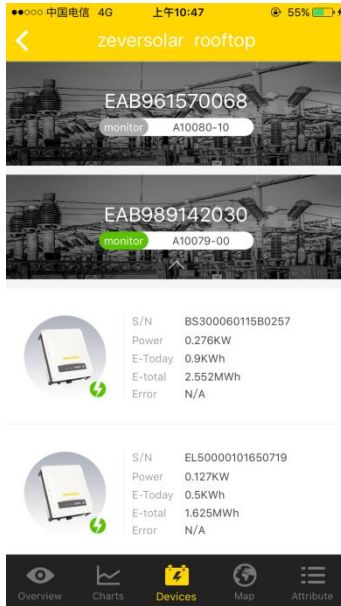 中国电信 4G 上午10:47 55%
zeversolar rooftop
EAB961570068
monitor A10080-10
EAB989142030
monitor A10079-00
S/N BS300060115B0257
Power 0.276KW
E-Today 0.9KWh
E-total 2.552MWh
Error N/A
S/N EL50000101650719
Power 0.127KW
E-Today 0.5KWh
E-total 1.625MWh
Error N/A
Overview Charts Devices Map Attribute